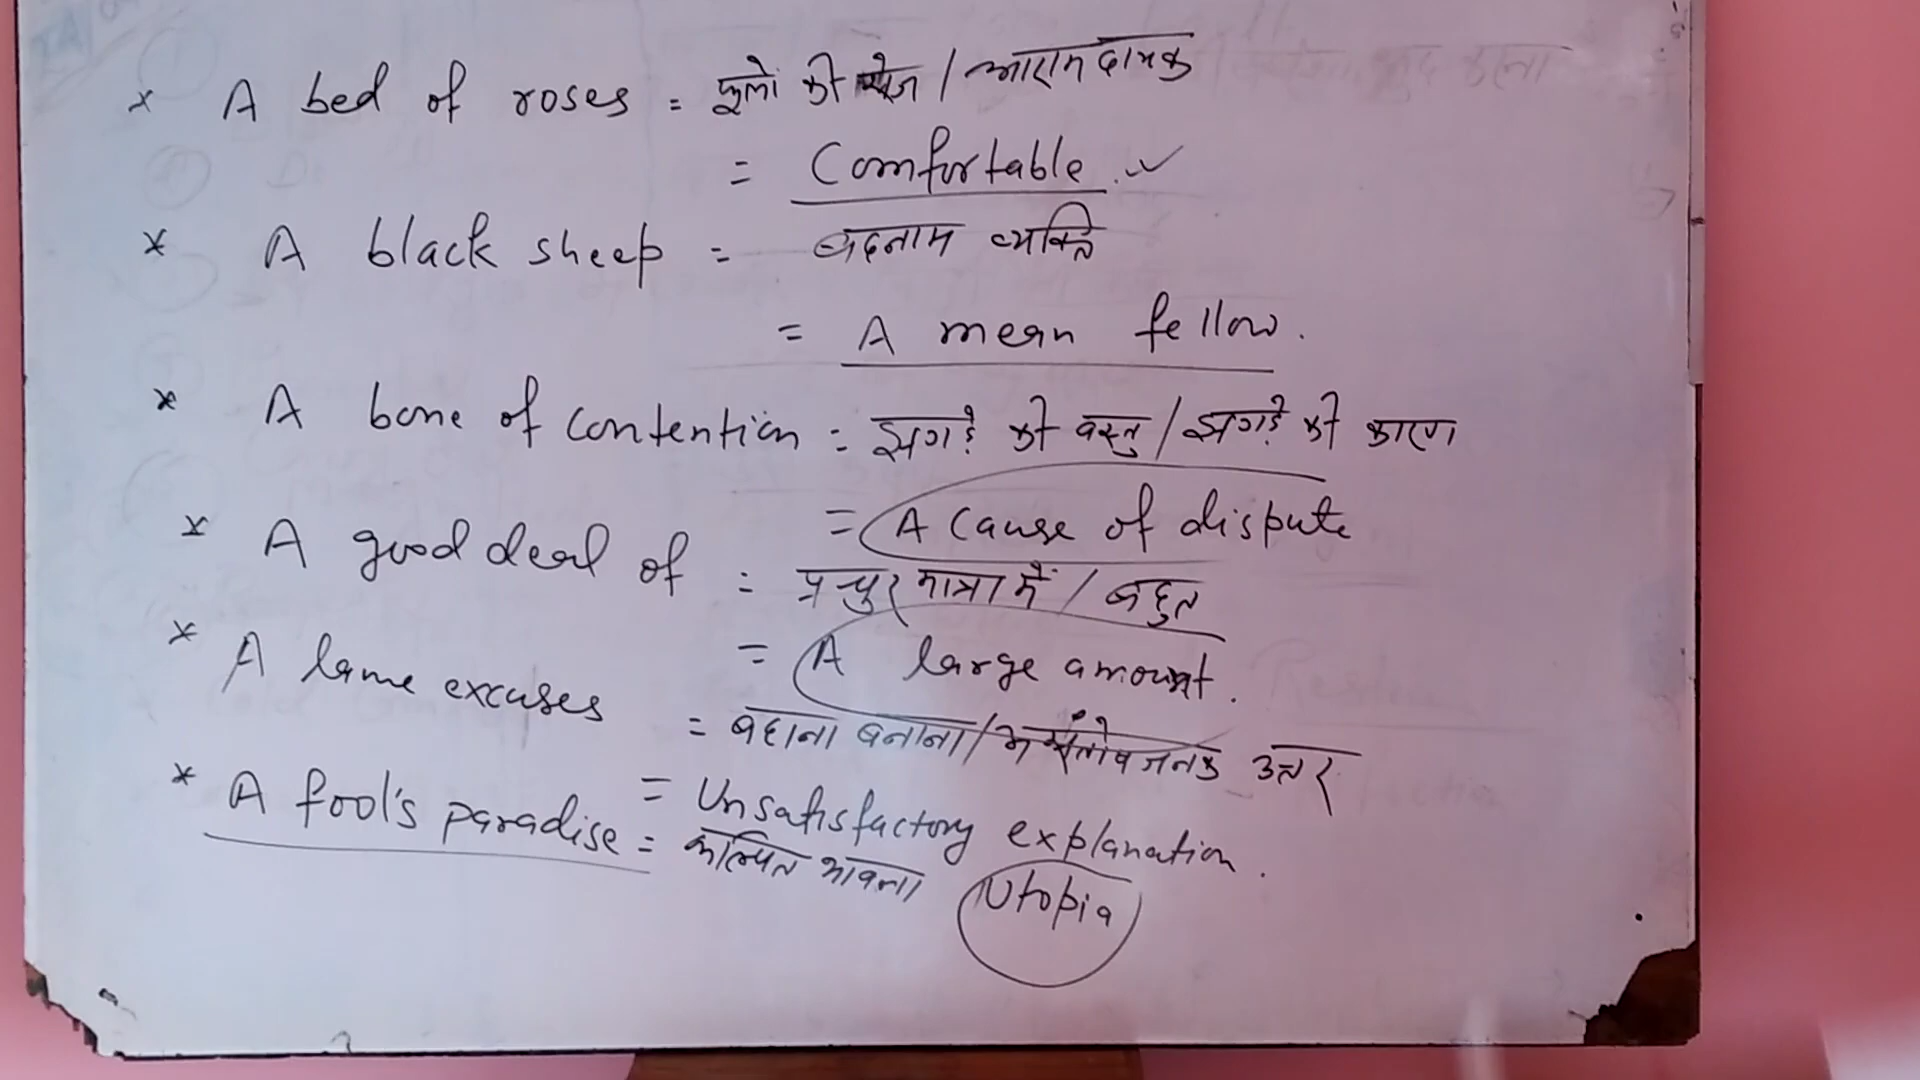 * A bed of roses = फूलो की सेज / आरामदायक
= Comfortable.
* A black sheep = बदनाम व्यक्ति
= A mean fellow.
* A bone of contention = झगड़े की वस्तु / झगड़े की कारण
= A cause of dispute
* A good deal of = प्रचुर मात्रा में / बहुत
= A large amount.
* A lame excuses = बहाना बनाना / असंतोषजनक उत्तर
= Unsatisfactory explanation.
* A fool's paradise = काल्पनित भावना
Utopia